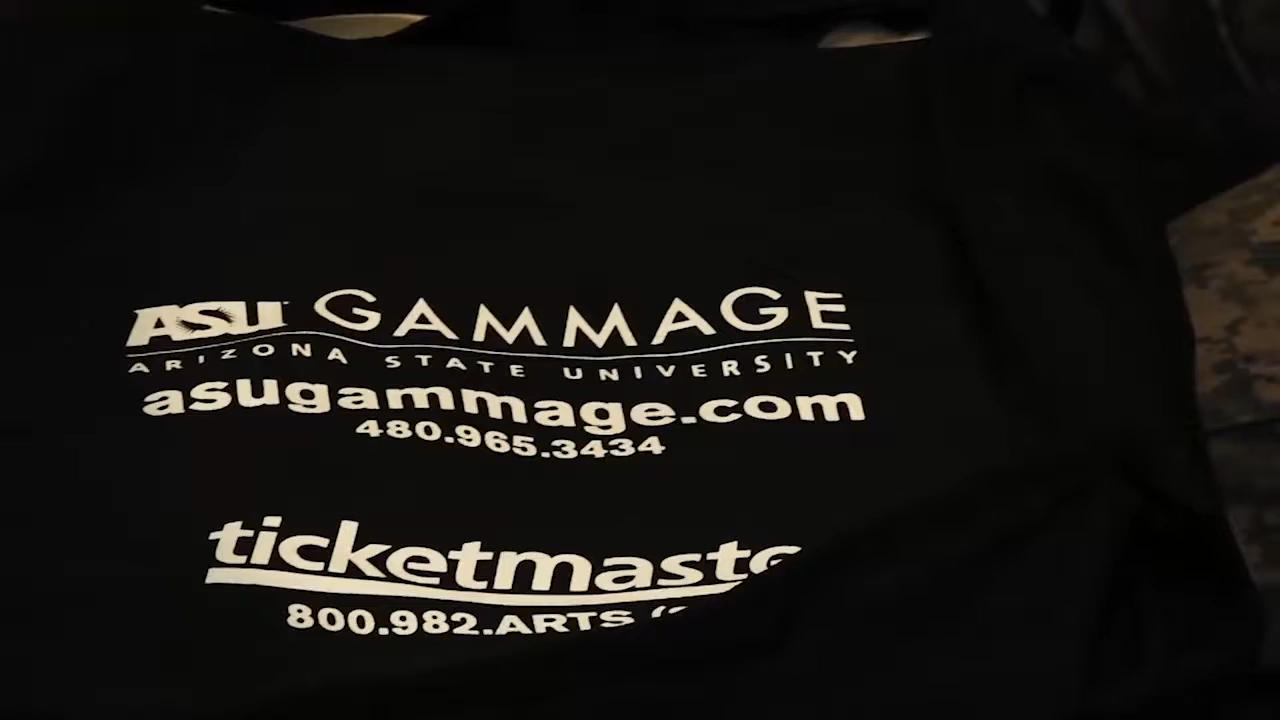 ASU GAMMAGE
ARIZONA STATE UNIVERSITY
asugammage.com
480.965.3434
800.982.ARTS